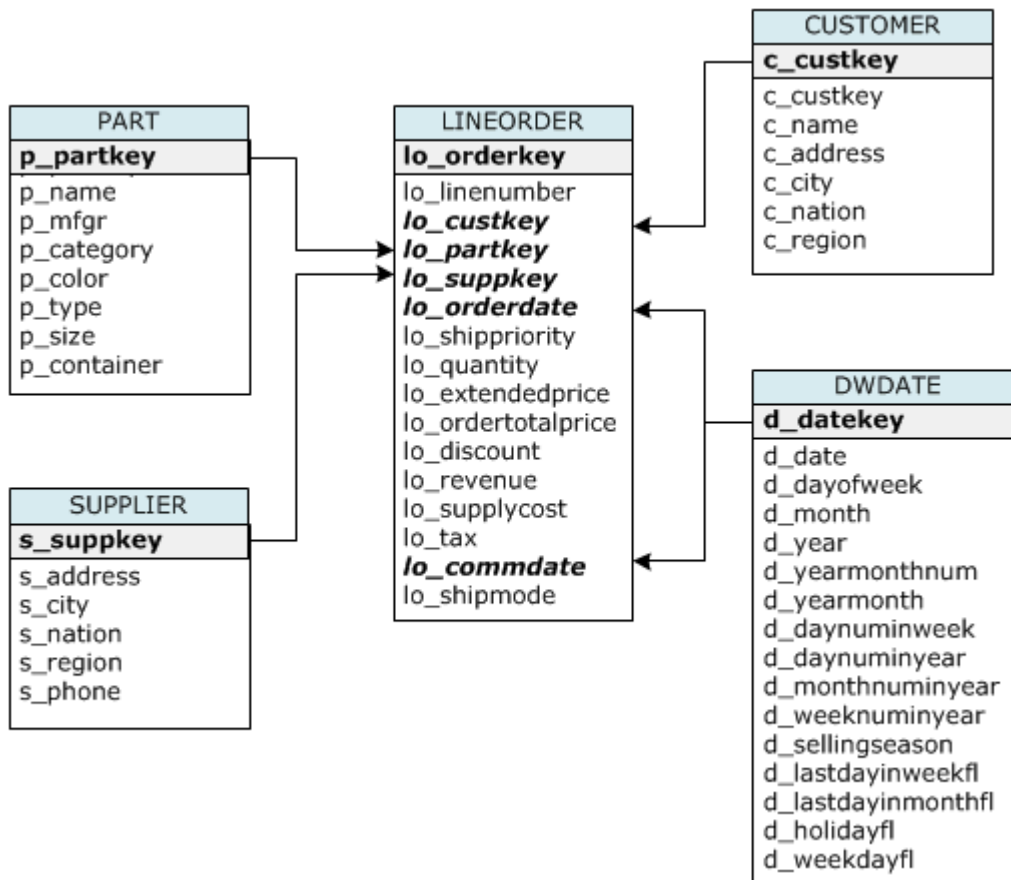 PART
p_partkey
p_name
p_mfgr
p_category
p_color
p_type
p_size
p_container
SUPPLIER
s_suppkey
s_address
s_city
s_nation
s_region
s_phone
LINEORDER
lo_orderkey
lo_linenumber
lo_custkey
lo_partkey
lo_suppkey
lo_orderdate
lo_shippriority
lo_quantity
lo_extendedprice
lo_ordertotalprice
lo_discount
lo_revenue
lo_supplycost
lo_tax
lo_commdate
lo_shipmode
CUSTOMER
c_custkey
c_custkey
c_name
c_address
c_city
c_nation
c_region
DWDATE
d_datekey
d_date
d_dayofweek
d_month
d_year
d_yearmonthnum
d_yearmonth
d_daynuminweek
d_daynuminyear
d_monthnuminyear
d_weeknuminyear
d_sellingseason
d_lastdayinweekfl
d_lastdayinmonthfl
d_holidayfl
d_weekdayfl